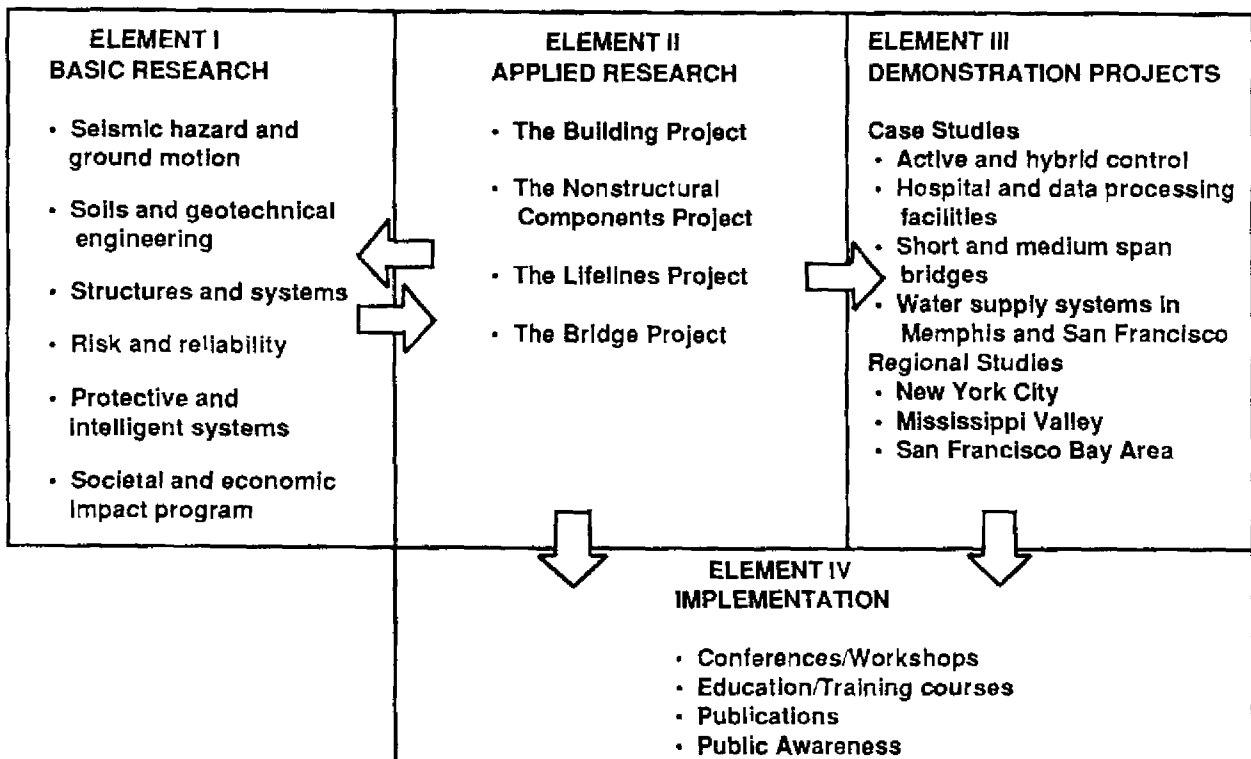 ELEMENT I
BASIC RESEARCH
• Seismic hazard and
ground motion
• Soils and geotechnical
engineering
• Structures and systems
• Risk and reliability
• Protective and
intelligent systems
• Societal and economic
impact program
ELEMENT II
APPLIED RESEARCH
• The Building Project
• The Nonstructural
Components Project
• The Lifelines Project
• The Bridge Project
ELEMENT III
DEMONSTRATION PROJECTS
Case Studies
• Active and hybrid control
• Hospital and data processing
facilities
• Short and medium span
bridges
• Water supply systems in
Memphis and San Francisco
Regional Studies
• New York City
• Mississippi Valley
• San Francisco Bay Area
ELEMENT IV
IMPLEMENTATION
• Conferences/Workshops
• Education/Training courses
• Publications
• Public Awareness